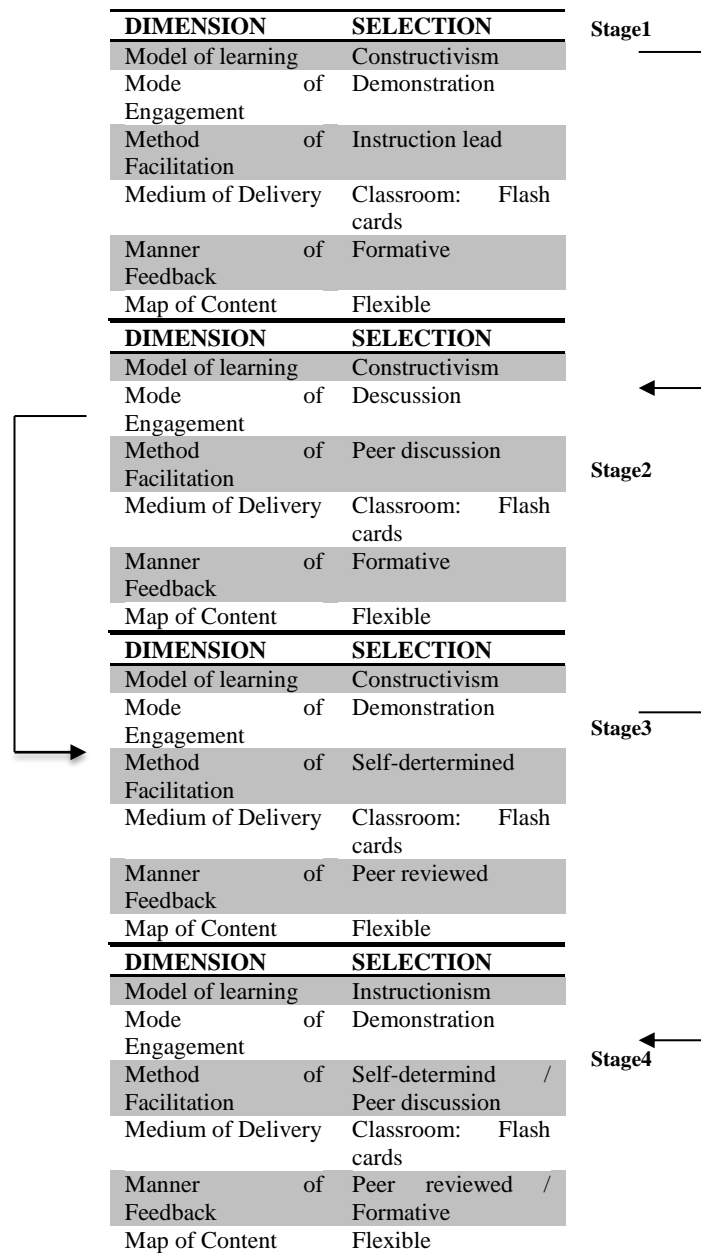 DIMENSION SELECTION Stage1
Model of learning Constructivism
Mode of Demonstration
Engagement
Method of Instruction lead
Facilitation
Medium of Delivery Classroom: Flash
cards
Manner of Formative
Feedback
Map of Content Flexible
DIMENSION SELECTION
Model of learning Constructivism
Mode of Descussion
Engagement
Method of Peer discussion
Facilitation Stage2
Medium of Delivery Classroom: Flash
cards
Manner of Formative
Feedback
Map of Content Flexible
DIMENSION SELECTION
Model of learning Constructivism
Mode of Demonstration
Engagement Stage3
Method of Self-dertermined
Facilitation
Medium of Delivery Classroom: Flash
cards
Manner of Peer reviewed
Feedback
Map of Content Flexible
DIMENSION SELECTION
Model of learning Instructionism
Mode of Demonstration
Engagement Stage4
Method of Self-determind /
Facilitation Peer discussion
Medium of Delivery Classroom: Flash
cards
Manner of Peer reviewed /
Feedback Formative
Map of Content Flexible